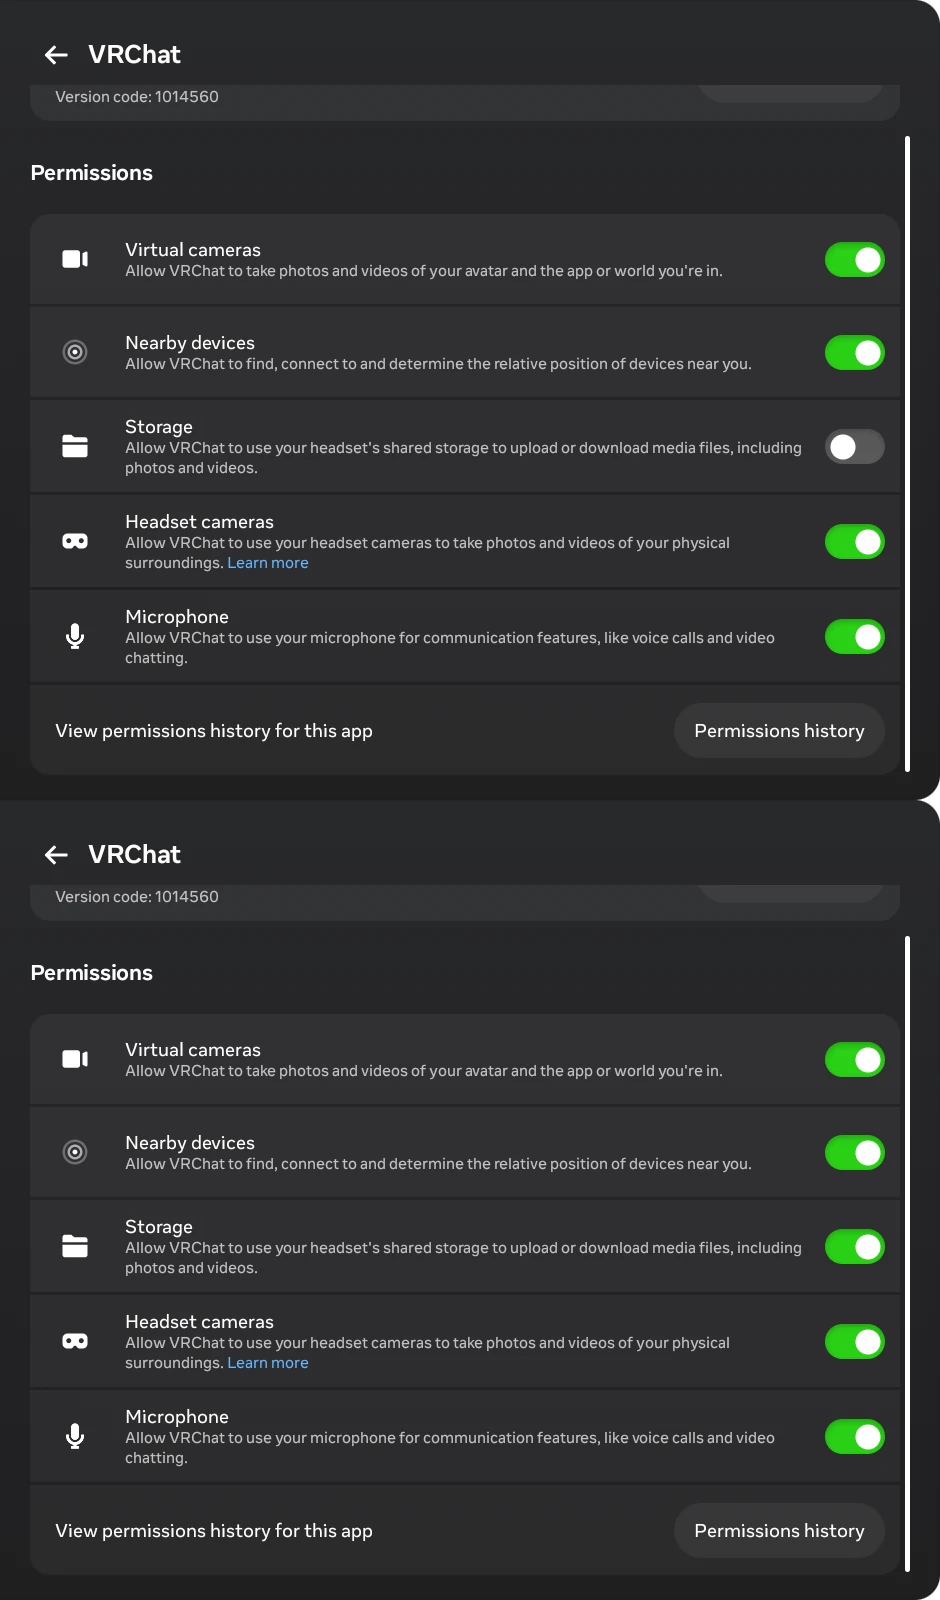 VRChat
Version code: 1014560
Permissions
Virtual cameras
Allow VRChat to take photos and videos of your avatar and the app or world you're in.
Nearby devices
Allow VRChat to find, connect to and determine the relative position of devices near you.
Storage
Allow VRChat to use your headset's shared storage to upload or download media files, including
photos and videos.
Headset cameras
Allow VRChat to use your headset cameras to take photos and videos of your physical
surroundings. Learn more
Microphone
Allow VRChat to use your microphone for communication features, like voice calls and video
chatting.
View permissions history for this app
Permissions history
VRChat
Version code: 1014560
Permissions
Virtual cameras
Allow VRChat to take photos and videos of your avatar and the app or world you're in.
Nearby devices
Allow VRChat to find, connect to and determine the relative position of devices near you.
Storage
Allow VRChat to use your headset's shared storage to upload or download media files, including
photos and videos.
Headset cameras
Allow VRChat to use your headset cameras to take photos and videos of your physical
surroundings. Learn more
Microphone
Allow VRChat to use your microphone for communication features, like voice calls and video
chatting.
View permissions history for this app
Permissions history